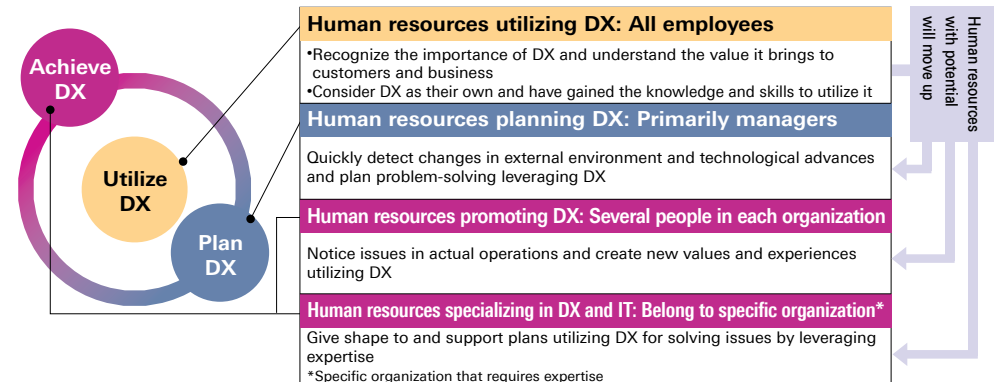 Achieve
DX
Utilize
DX
Plan
DX
Human resources utilizing DX: All employees
•Recognize the importance of DX and understand the value it brings to
customers and business
•Consider DX as their own and have gained the knowledge and skills to utilize it
Human resources planning DX: Primarily managers
Quickly detect changes in external environment and technological advances
and plan problem-solving leveraging DX
Human resources promoting DX: Several people in each organization
Notice issues in actual operations and create new values and experiences
utilizing DX
Human resources specializing in DX and IT: Belong to specific organization*
Give shape to and support plans utilizing DX for solving issues by leveraging
expertise
*Specific organization that requires expertise
Human resources
with potential
will move up